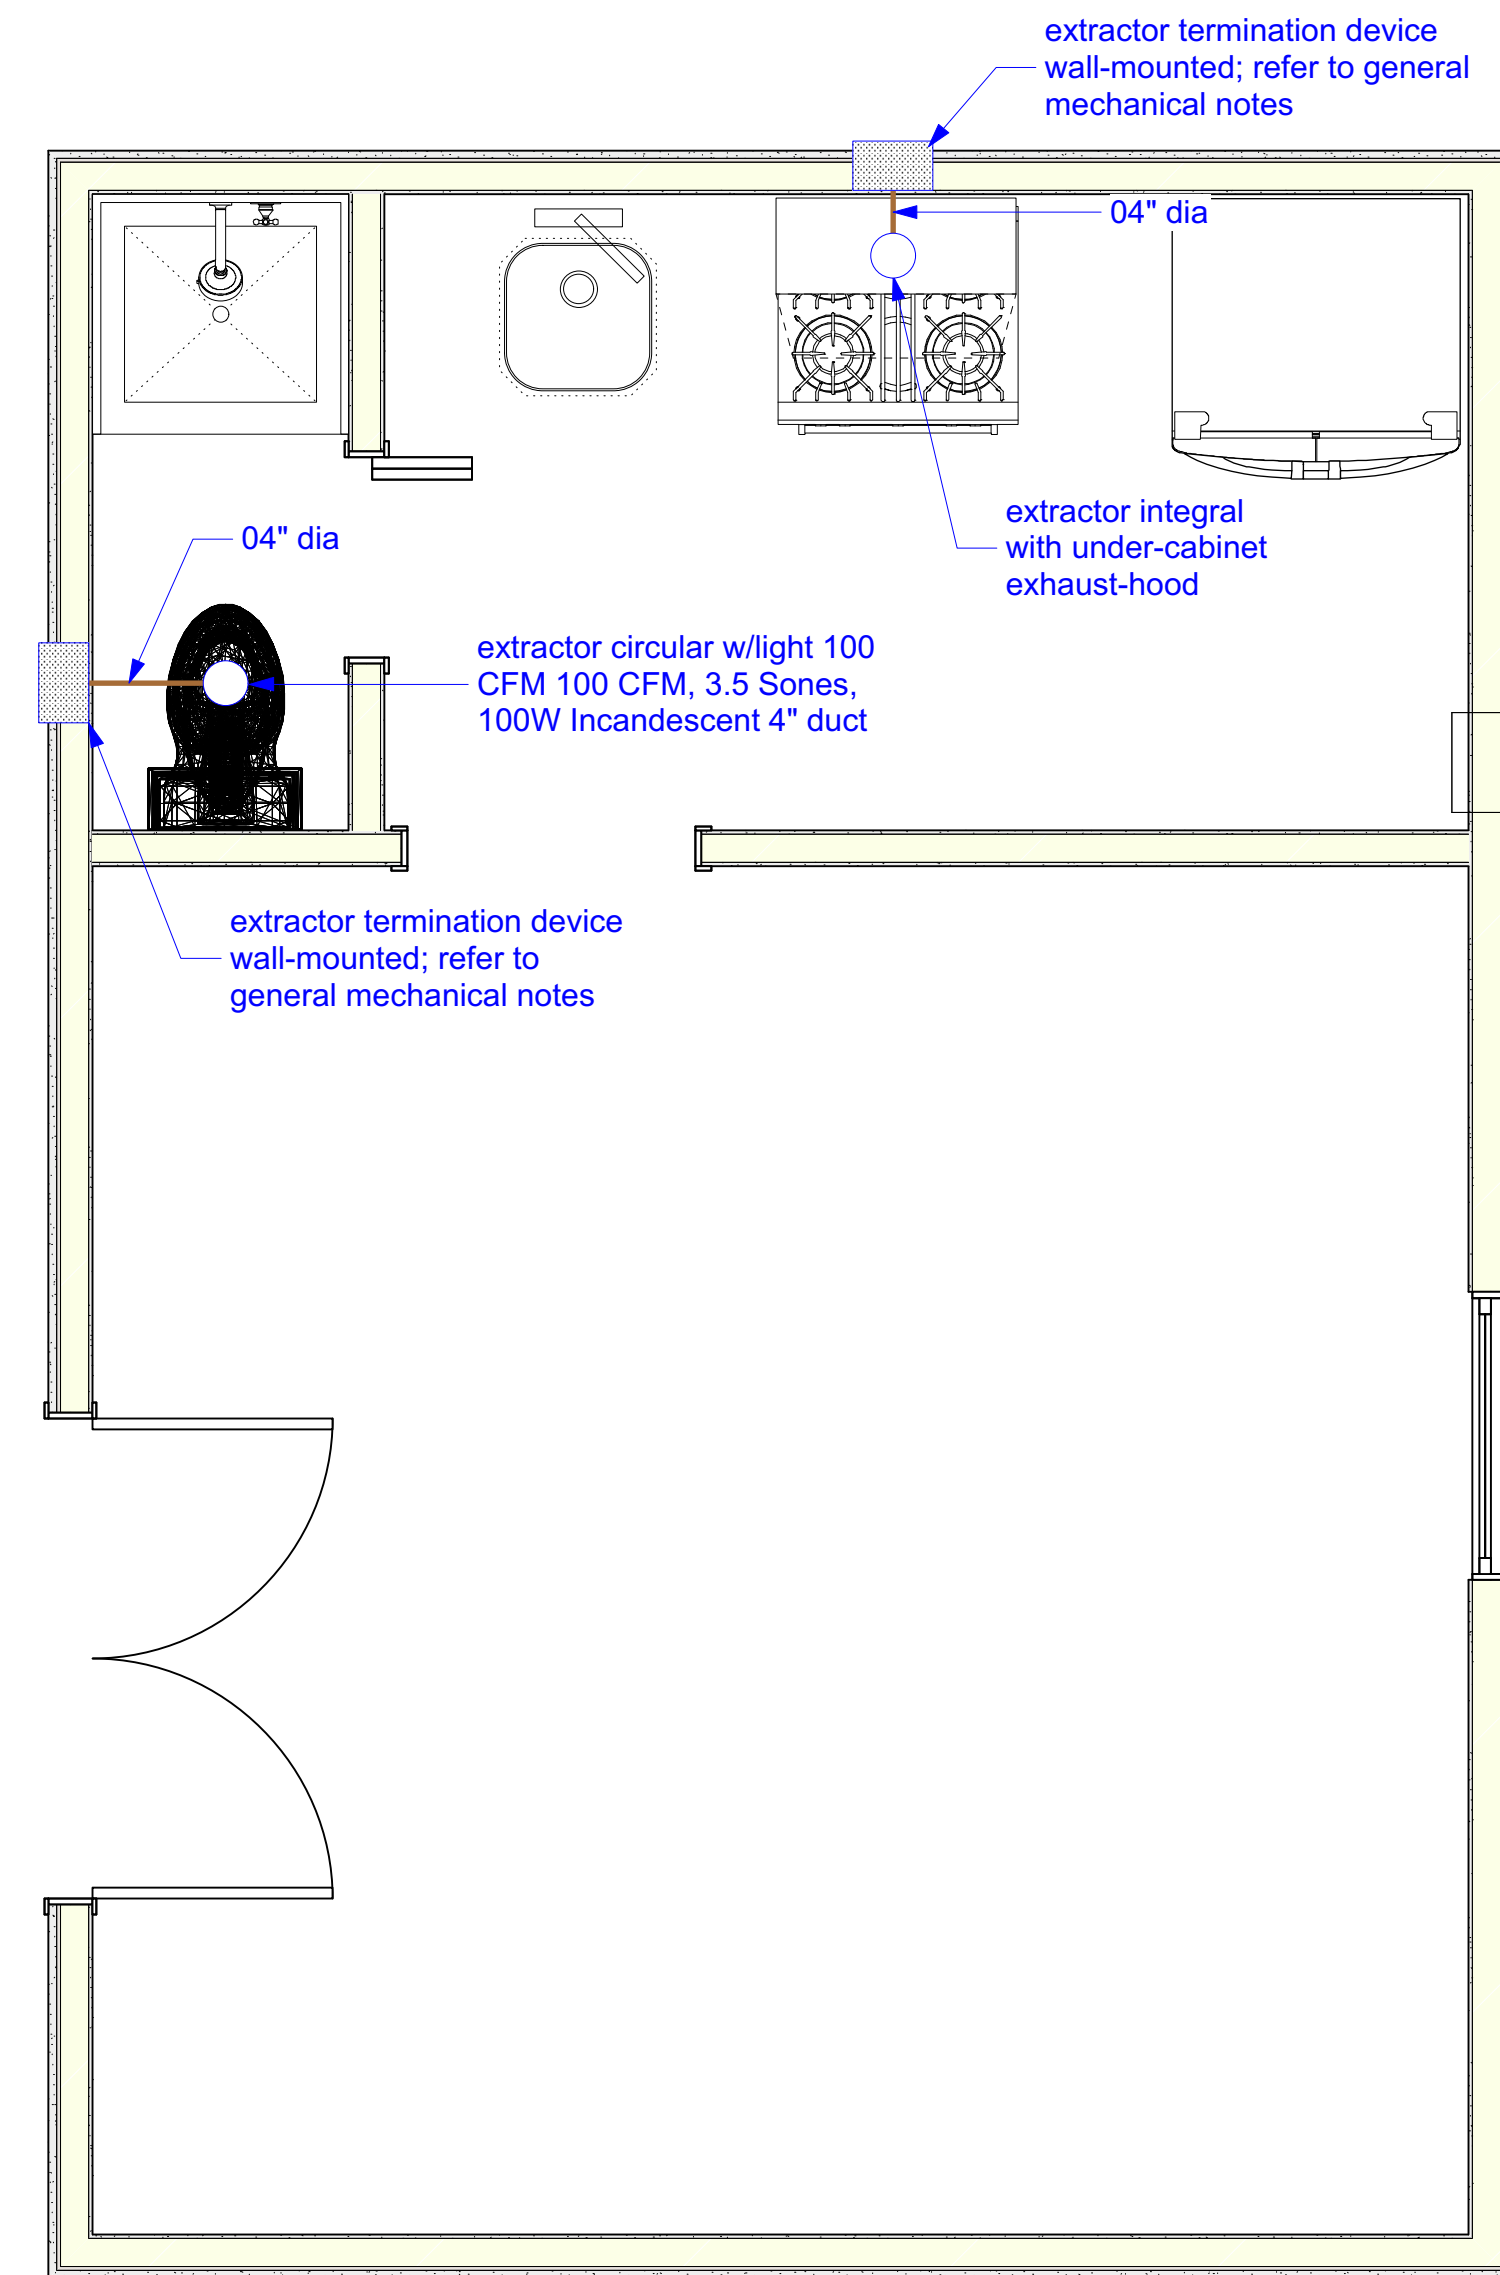 extractor termination device
wall-mounted; refer to general
mechanical notes
04" dia
extractor integral
with under-cabinet
exhaust-hood
04" dia
extractor circular w/light 100
CFM 100 CFM, 3.5 Sones,
100W Incandescent 4" duct
extractor termination device
wall-mounted; refer to
general mechanical notes